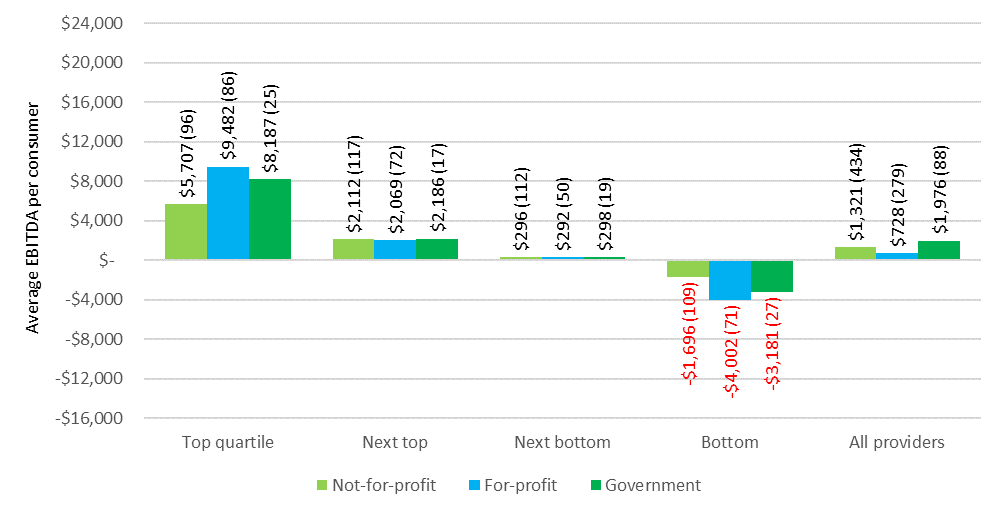 Average EBITDA per consumer
$24,000
$20,000
$16,000
$12,000
$8,000
$4,000
$-
-$4,000
-$8,000
-$12,000
-$16,000
$5,707 (96)
$9,482 (86)
$8,187 (25)
$2,112 (117)
$2,069 (72)
$2,186 (17)
$296 (112)
$292 (50)
$298 (19)
-$1,696 (109)
-$4,002 (71)
-$3,181 (27)
$1,321 (434)
$728 (279)
$1,976 (88)
Top quartile
Next top
Next bottom
Bottom
All providers
Not-for-profit
For-profit
Government